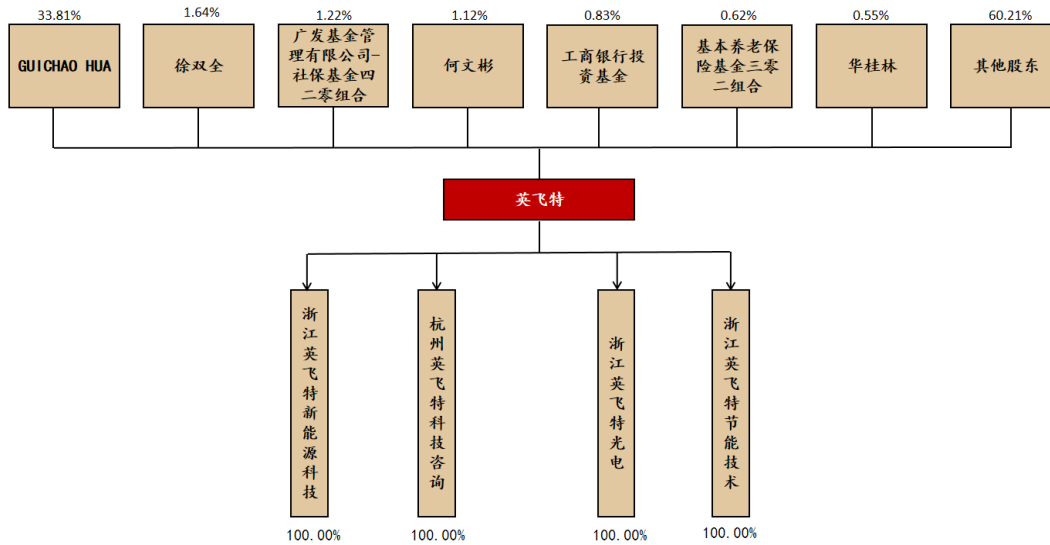 33.81%
1.64%
1.22%
1.12%
0.83%
0.62%
0.55%
60.21%
GUICHAO HUA
徐双全
广发基金管
理有限公司-
社保基金四
二零组合
何文彬
工商银行投
资基金
基本养老保
险基金三零
二组合
华桂林
其他股东
英飞特
浙江英飞特新能源科技
杭州英飞特科技咨询
浙江英飞特光电
浙江英飞特节能技术
100.00%
100.00%
100.00%
100.00%